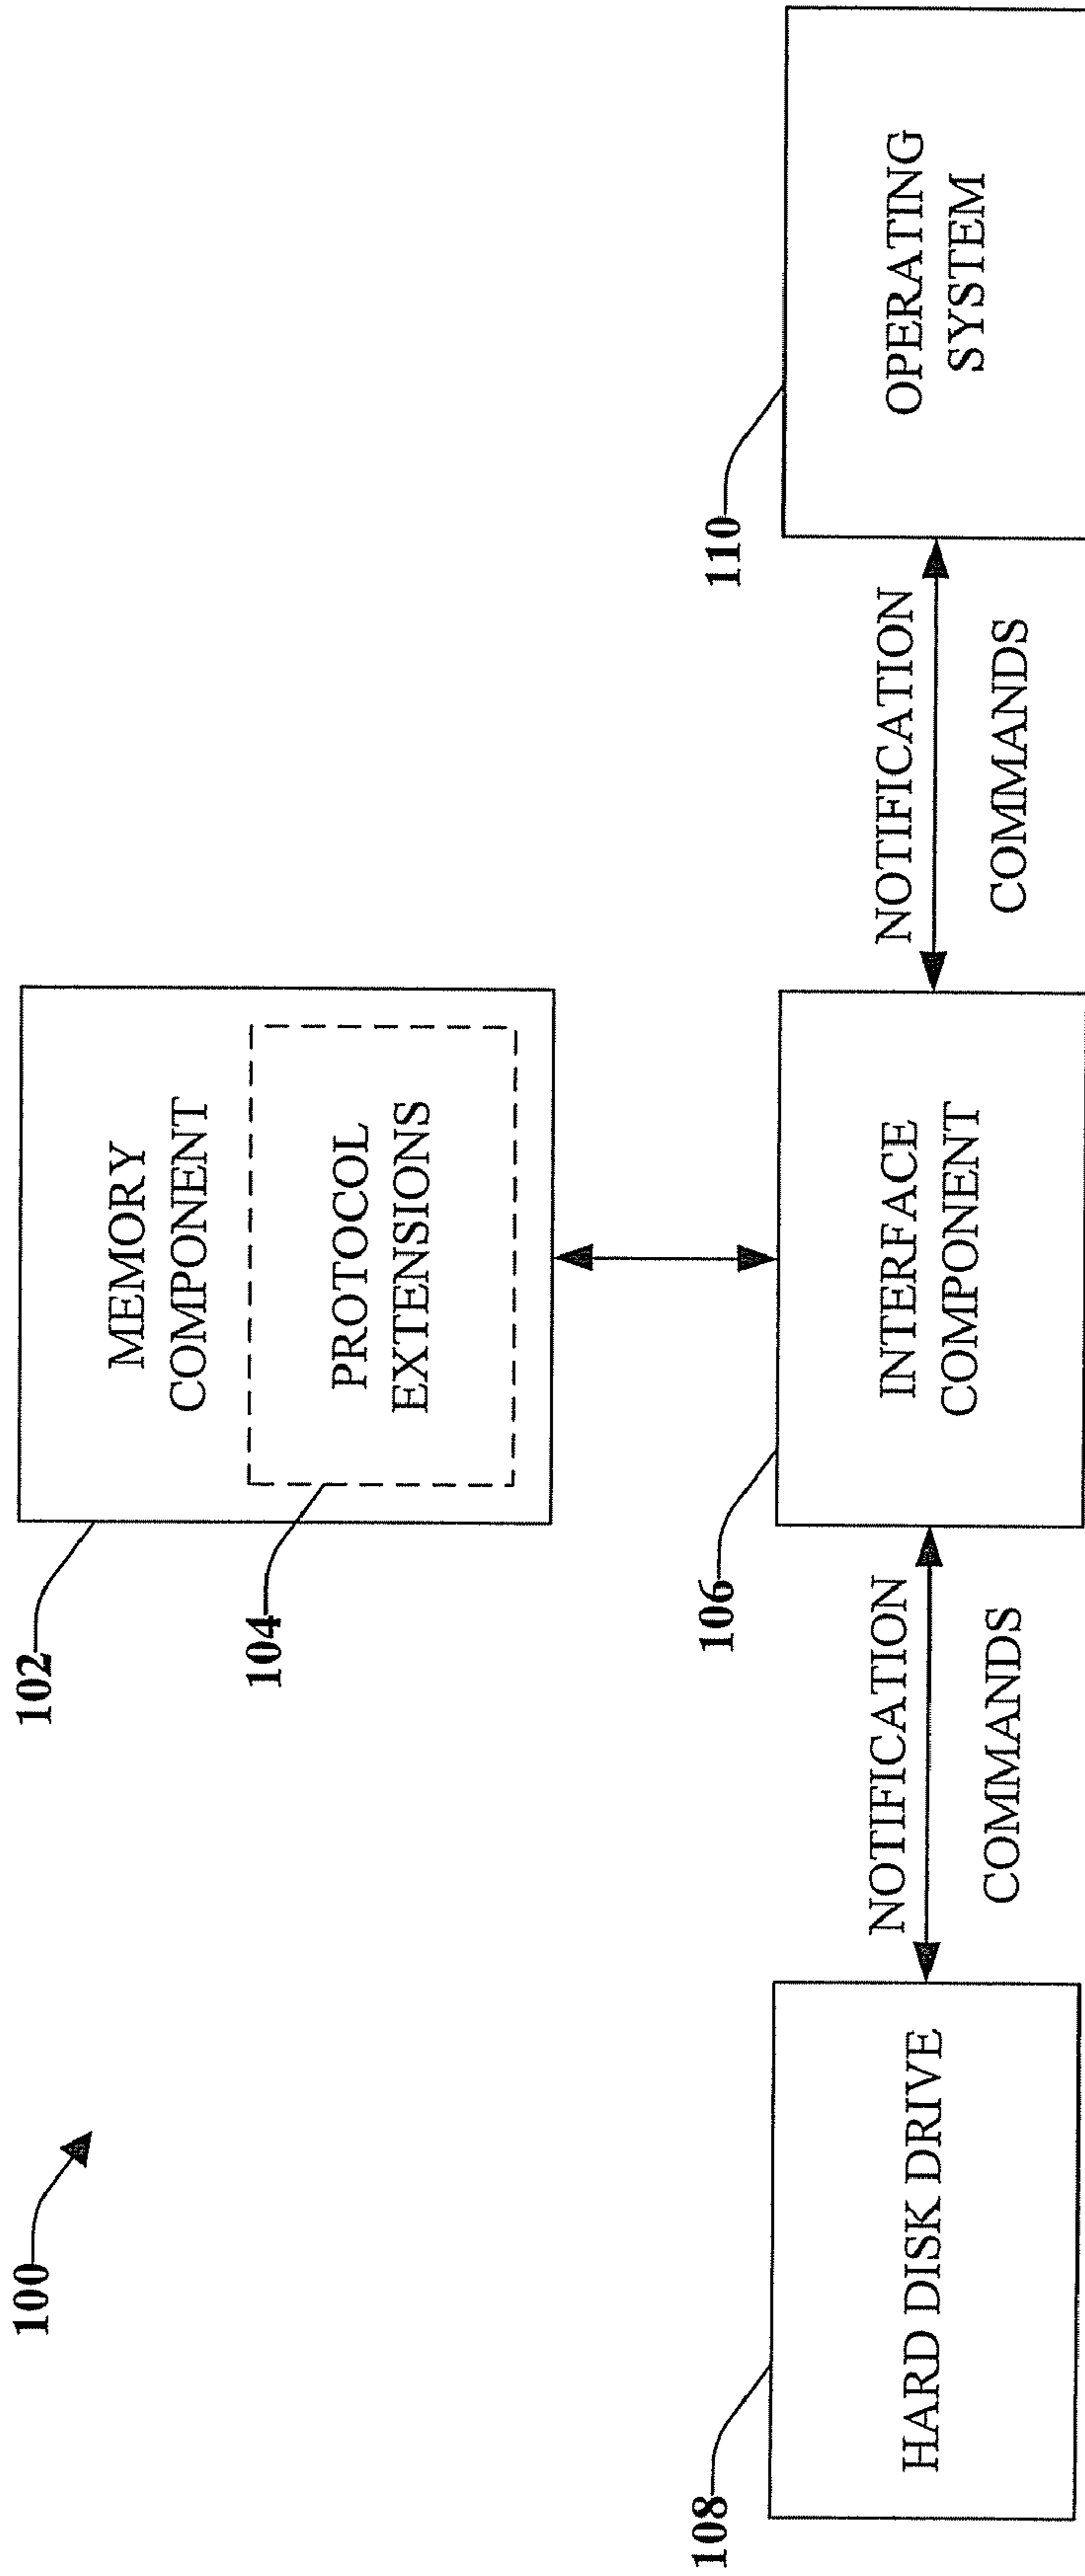 100
102
MEMORY
COMPONENT
104
PROTOCOL
EXTENSIONS
108
HARD DISK DRIVE
NOTIFICATION
COMMANDS
106
INTERFACE
COMPONENT
NOTIFICATION
COMMANDS
110
OPERATING
SYSTEM